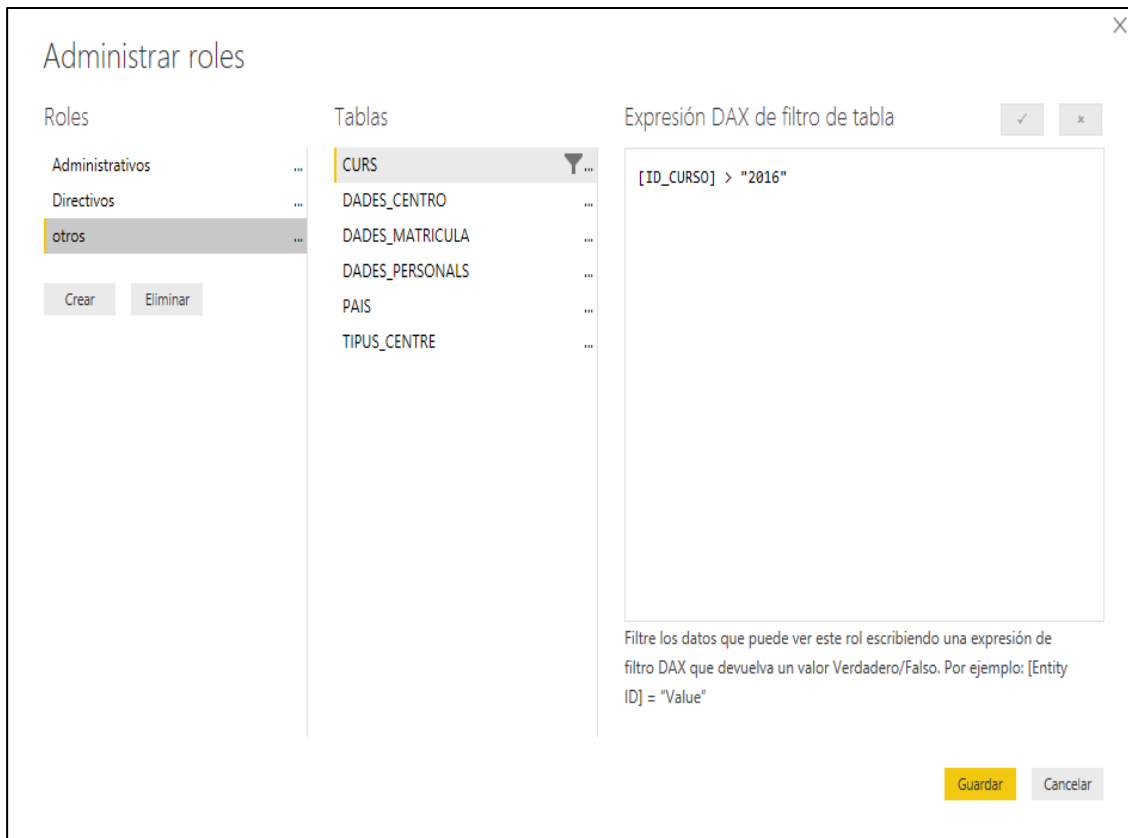 Administrar roles
Roles
Administrativos ...
Directivos ...
otros ...
Crear Eliminar
Tablas
CURS ...
DADES_CENTRO ...
DADES_MATRICULA ...
DADES_PERSONALS ...
PAIS ...
TIPUS_CENTRE ...
Expresión DAX de filtro de tabla
[ID_CURSO] > "2016"
Filtre los datos que puede ver este rol escribiendo una expresión de
filtro DAX que devuelva un valor Verdadero/Falso. Por ejemplo: [Entity
ID] = “Value”
Guardar Cancelar